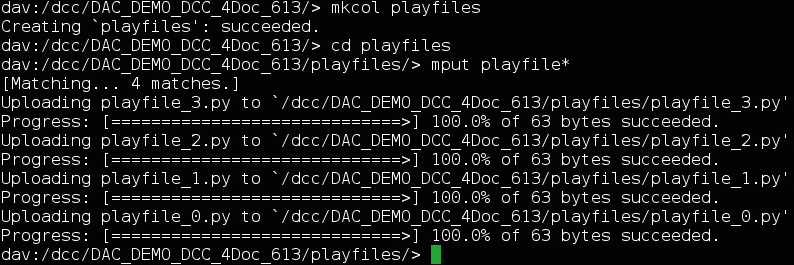 dav:/dcc/DAC_DEMO_DCC_4Doc_613/> mkcol playfiles
Creating `playfiles': succeeded.
dav:/dcc/DAC_DEMO_DCC_4Doc_613/> cd playfiles
dav:/dcc/DAC_DEMO_DCC_4Doc_613/playfiles/> mput playfile*
[Matching... 4 matches.]
Uploading playfile_3.py to `/dcc/DAC_DEMO_DCC_4Doc_613/playfiles/playfile_3.py'
Progress: [=============================>] 100.0% of 63 bytes succeeded.
Uploading playfile_2.py to `/dcc/DAC_DEMO_DCC_4Doc_613/playfiles/playfile_2.py'
Progress: [=============================>] 100.0% of 63 bytes succeeded.
Uploading playfile_1.py to `/dcc/DAC_DEMO_DCC_4Doc_613/playfiles/playfile_1.py'
Progress: [=============================>] 100.0% of 63 bytes succeeded.
Uploading playfile_0.py to `/dcc/DAC_DEMO_DCC_4Doc_613/playfiles/playfile_0.py'
Progress: [=============================>] 100.0% of 63 bytes succeeded.
dav:/dcc/DAC_DEMO_DCC_4Doc_613/playfiles/>